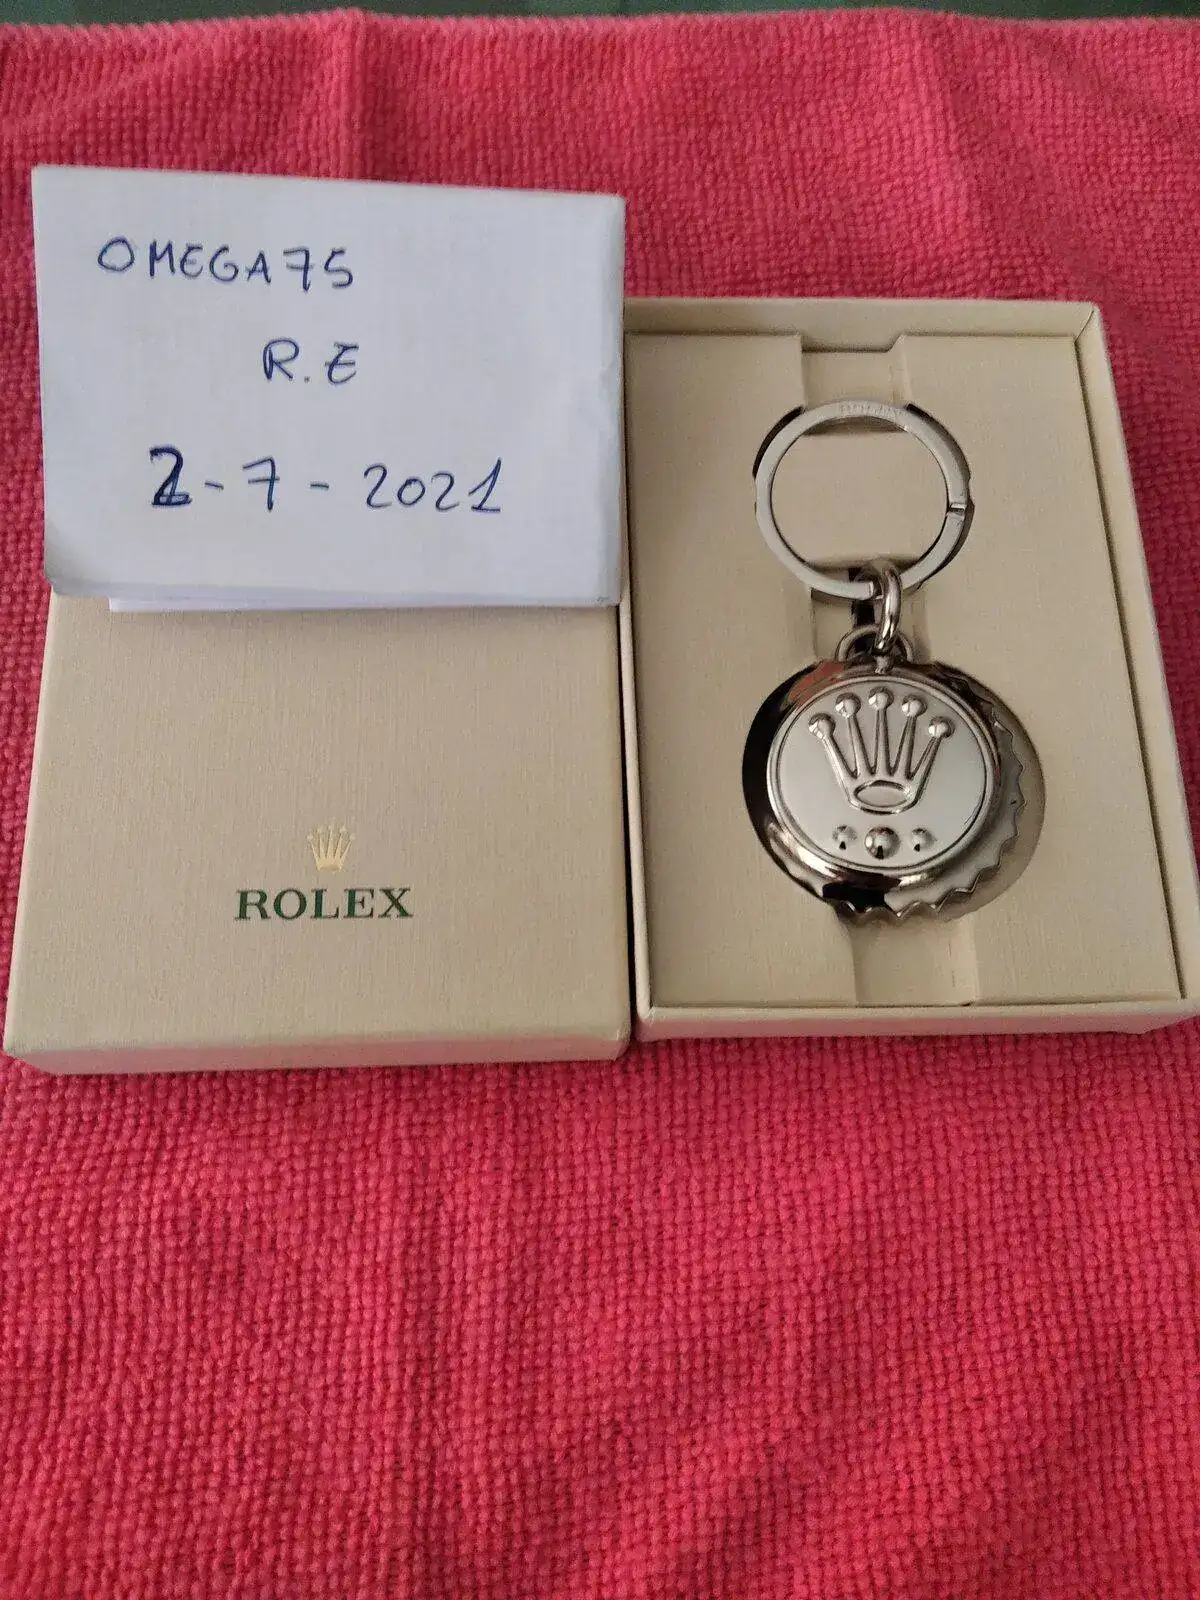 OMEGA75
R.E
2-7-2021
ROLEX